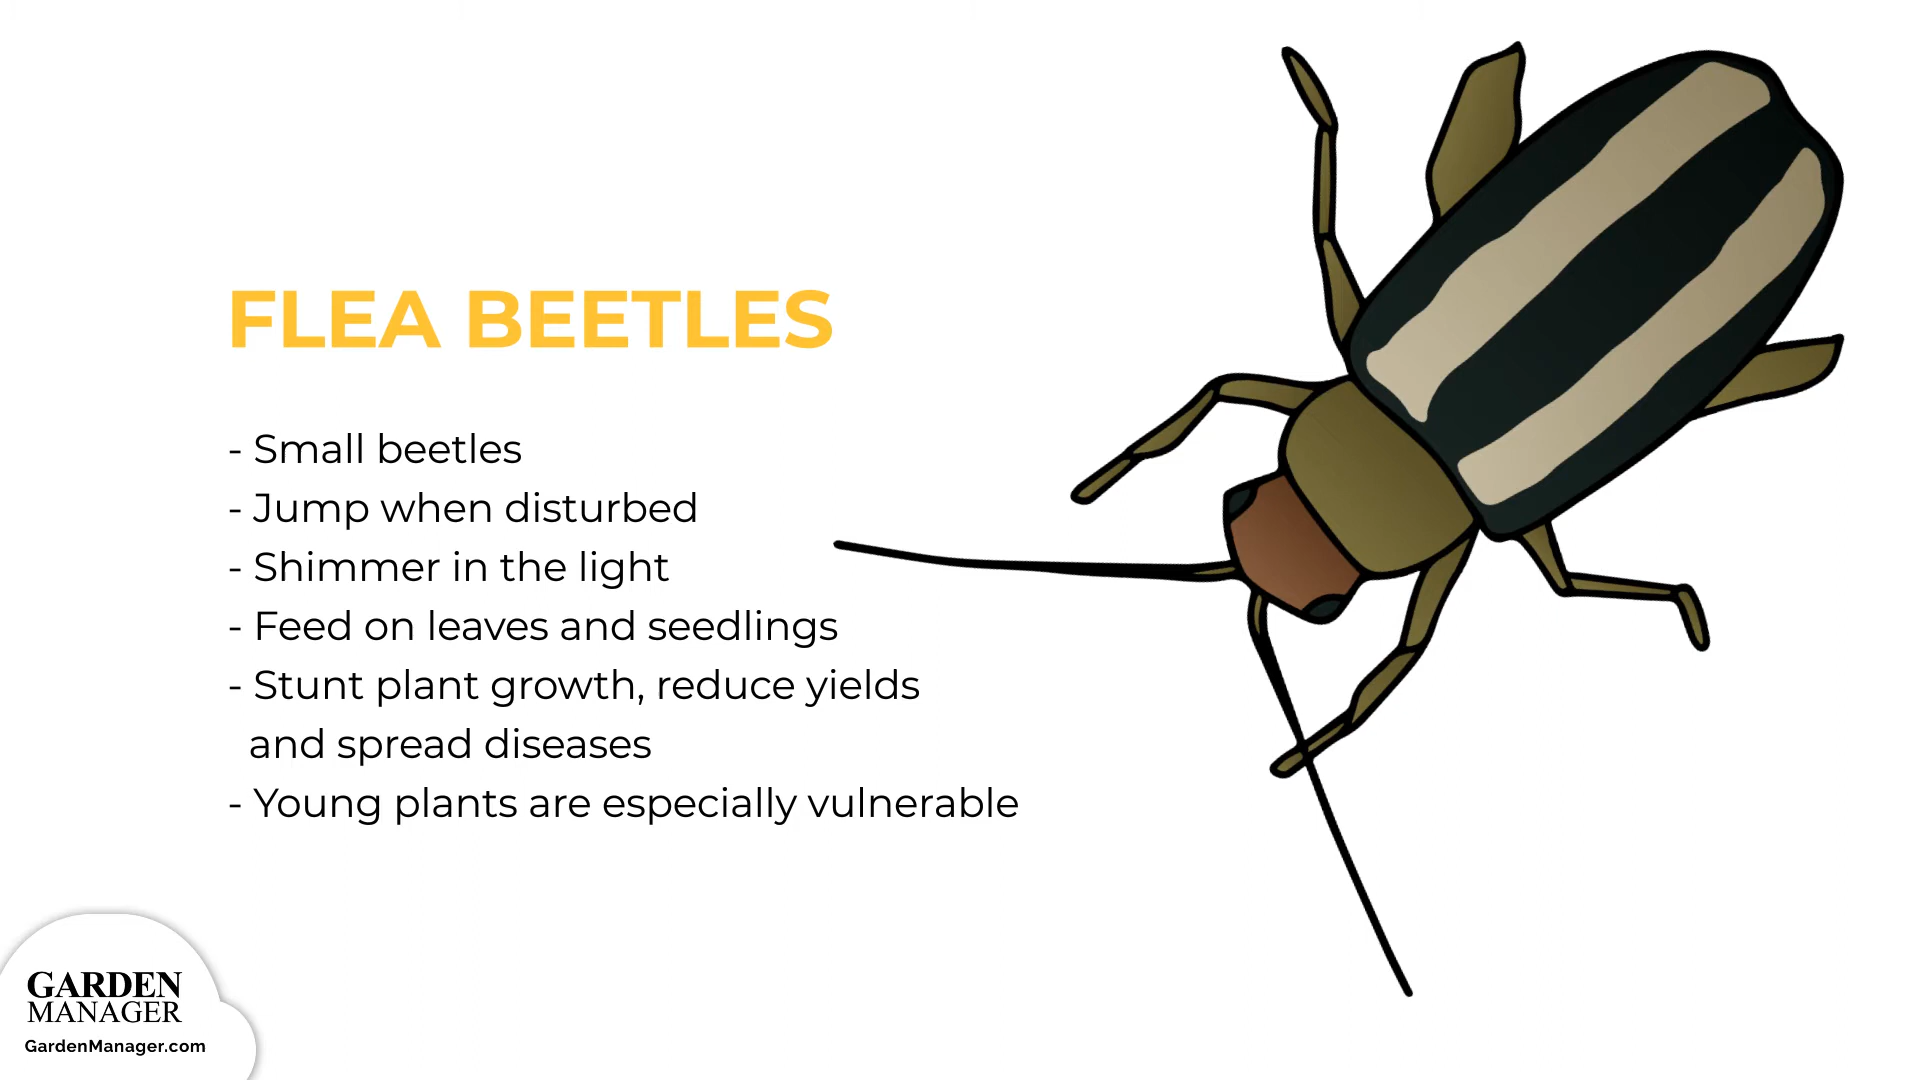 FLEA BEETLES
- Small beetles
- Jump when disturbed
- Shimmer in the light
- Feed on leaves and seedlings
- Stunt plant growth, reduce yields
and spread diseases
- Young plants are especially vulnerable
GARDEN
MANAGER
GardenManager.com